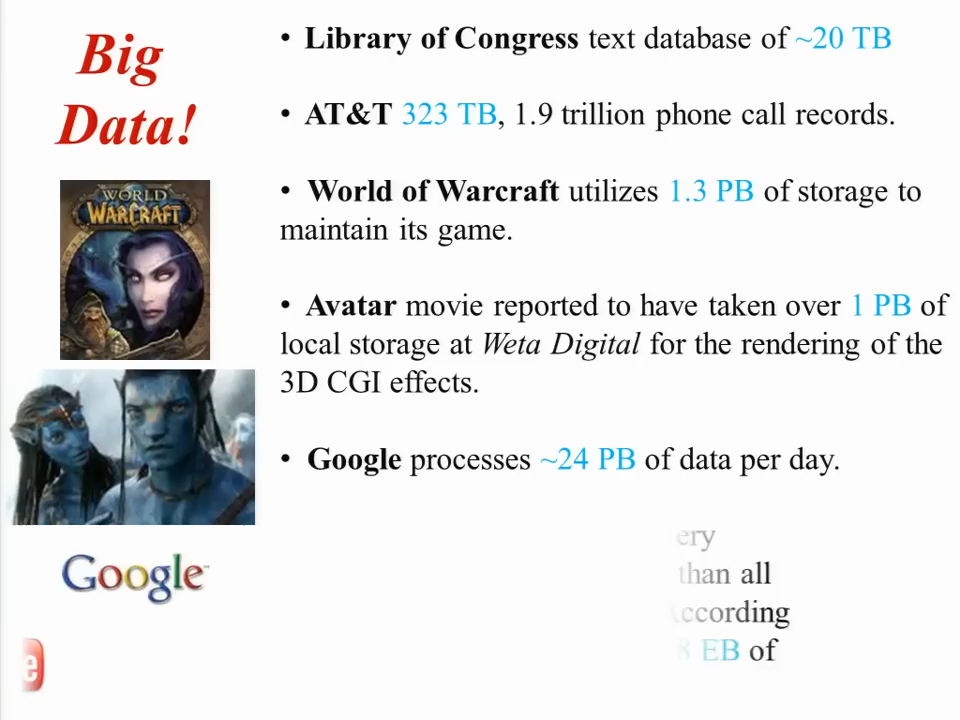 Big
Data!
• Library of Congress text database of ~20 TB
• AT&T 323 TB, 1.9 trillion phone call records.
• World of Warcraft utilizes 1.3 PB of storage to
maintain its game.
• Avatar movie reported to have taken over 1 PB of
local storage at Weta Digital for the rendering of the
3D CGI effects.
• Google processes ~24 PB of data per day.
WORLD
WARCRAFT
Google
than all
EB of